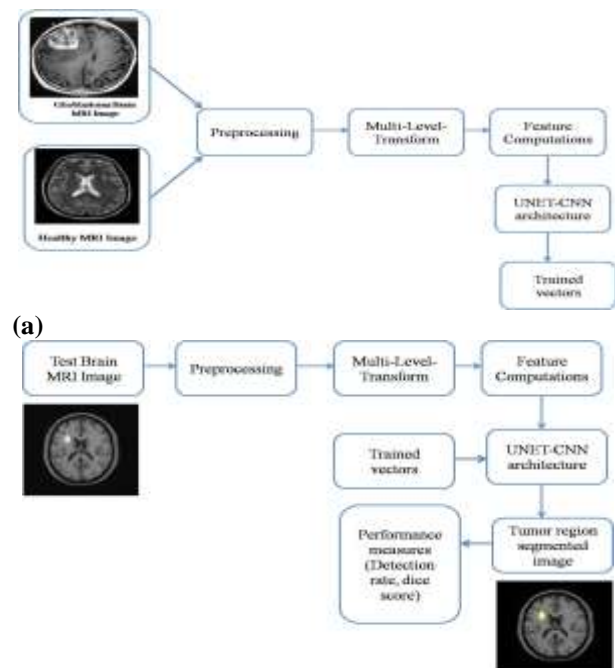 Glioblastoma Brain
MRI Image
Healthy MRI Image
Preprocessing
Multi-Level-
Transform
Feature
Computations
UNET-CNN
architecture
Trained
vectors
(a)
Test Brain
MRI Image
Preprocessing
Multi-Level-
Transform
Feature
Computations
Trained
vectors
UNET-CNN
architecture
Performance
measures
(Detection
rate, dice
score)
Tumor region
segmented
image